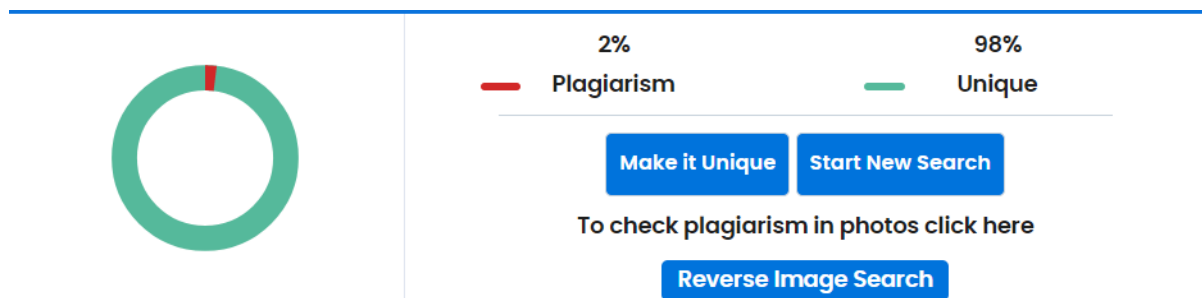 2% 98%
Plagiarism Unique
Make it Unique Start New Search
To check plagiarism in photos click here
Reverse Image Search